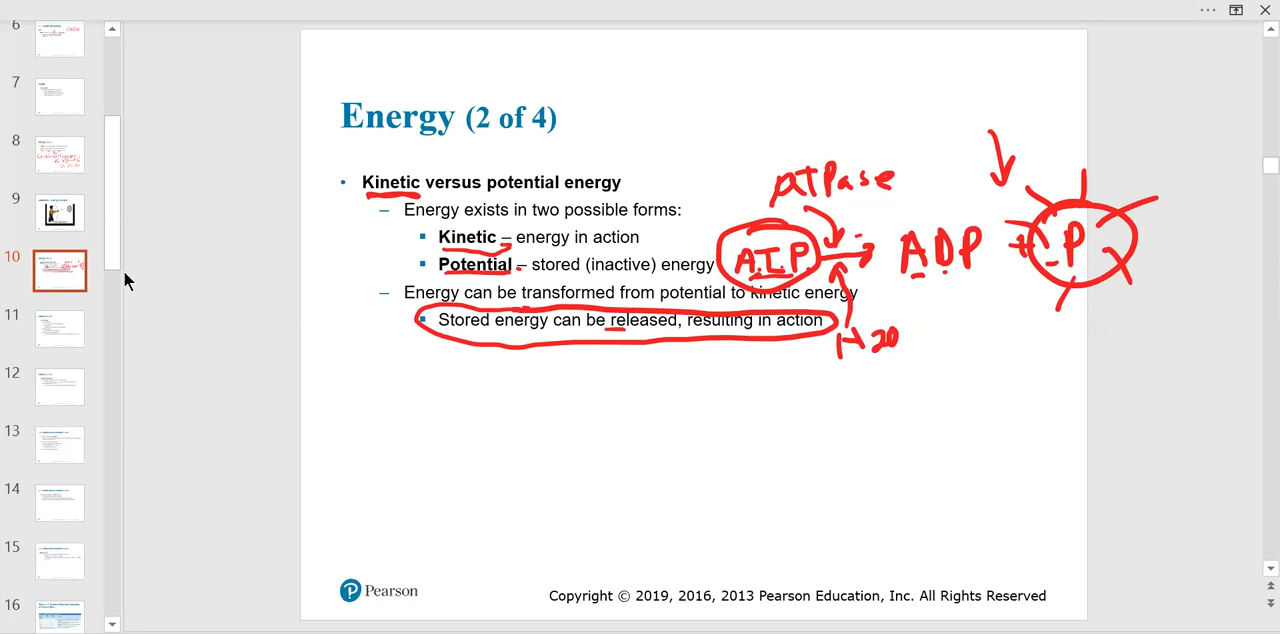 6
7
8
9
10
11
12
13
14
15
16
Energy (2 of 4)
• Kinetic versus potential energy
– Energy exists in two possible forms:
▪ Kinetic – energy in action
▪ Potential – stored (inactive) energy
– Energy can be transformed from potential to kinetic energy
▪ Stored energy can be released, resulting in action
ATPase
A.T.P. → ADP + P
H20
Pearson
Copyright © 2019, 2016, 2013 Pearson Education, Inc. All Rights Reserved